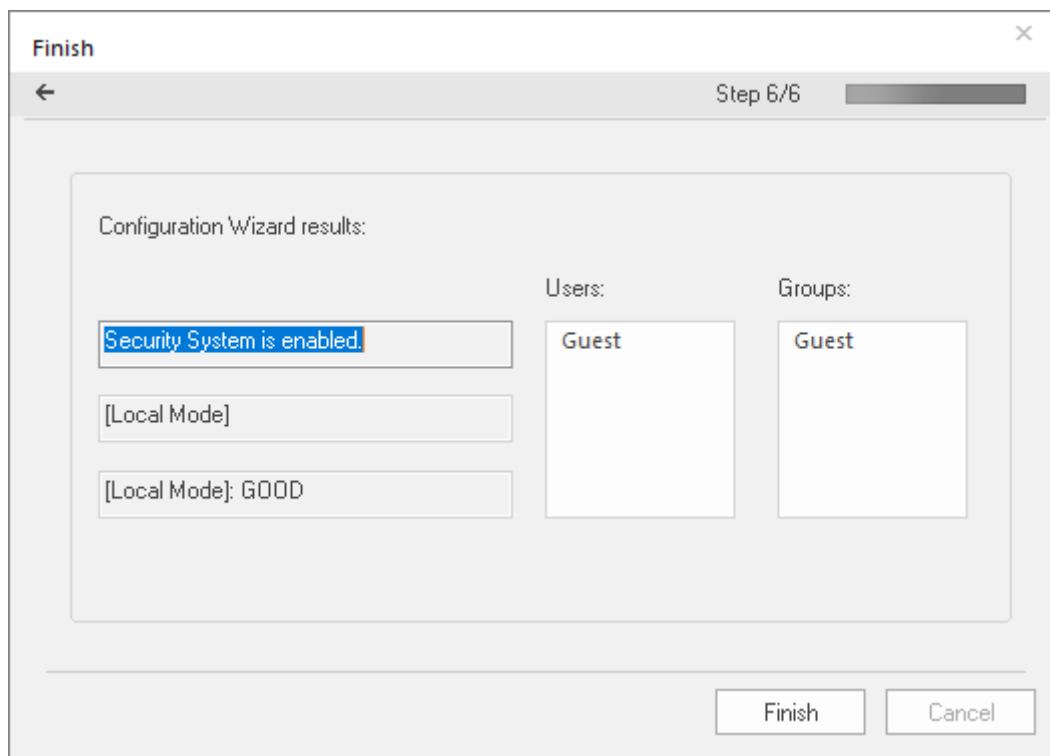 Finish
Step 6/6
Configuration Wizard results:
Users:
Groups:
Security System is enabled.
Guest
Guest
[Local Mode]
[Local Mode]: GOOD
Finish
Cancel